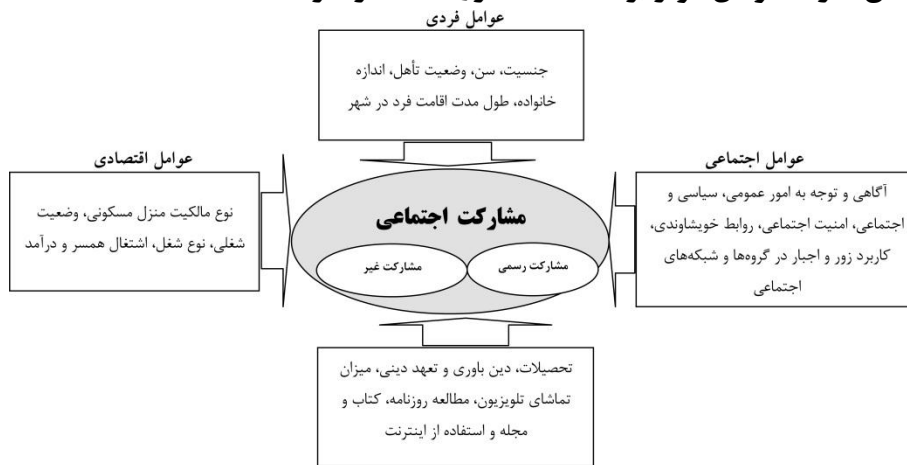 عوامل فردی
جنسیت، سن، وضعیت تأهل، اندازه
خانواده، طول مدت اقامت فرد در شهر
عوامل اجتماعی
آگاهی و توجه به امور عمومی، سیاسی و
اجتماعی، امنیت اجتماعی، روابط خویشاوندی،
کاربرد زور و اجبار در گروه‌ها و شبکه‌های
اجتماعی
عوامل اقتصادی
نوع مالکیت منزل مسکونی، وضعیت
شغلی، نوع شغل، اشتغال همسر و درآمد
مشارکت اجتماعی
مشارکت رسمی
مشارکت غیر
تحصیلات، دین باوری و تعهد دینی، میزان
تماشای تلویزیون، مطالعه روزنامه، کتاب و
مجله و استفاده از اینترنت